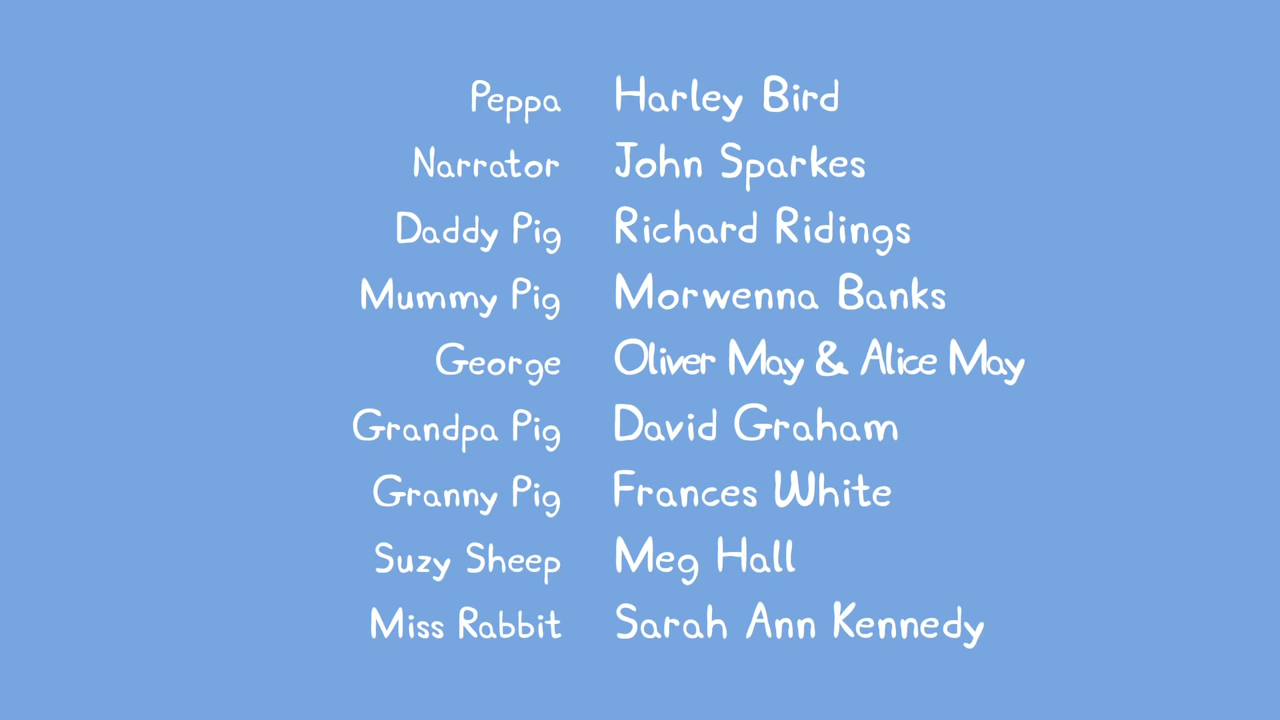 Peppa Harley Bird
Narrator John Sparkes
Daddy Pig Richard Ridings
Mummy Pig Morwenna Banks
George Oliver May & Alice May
Grandpa Pig David Graham
Granny Pig Frances White
Suzy Sheep Meg Hall
Miss Rabbit Sarah Ann Kennedy